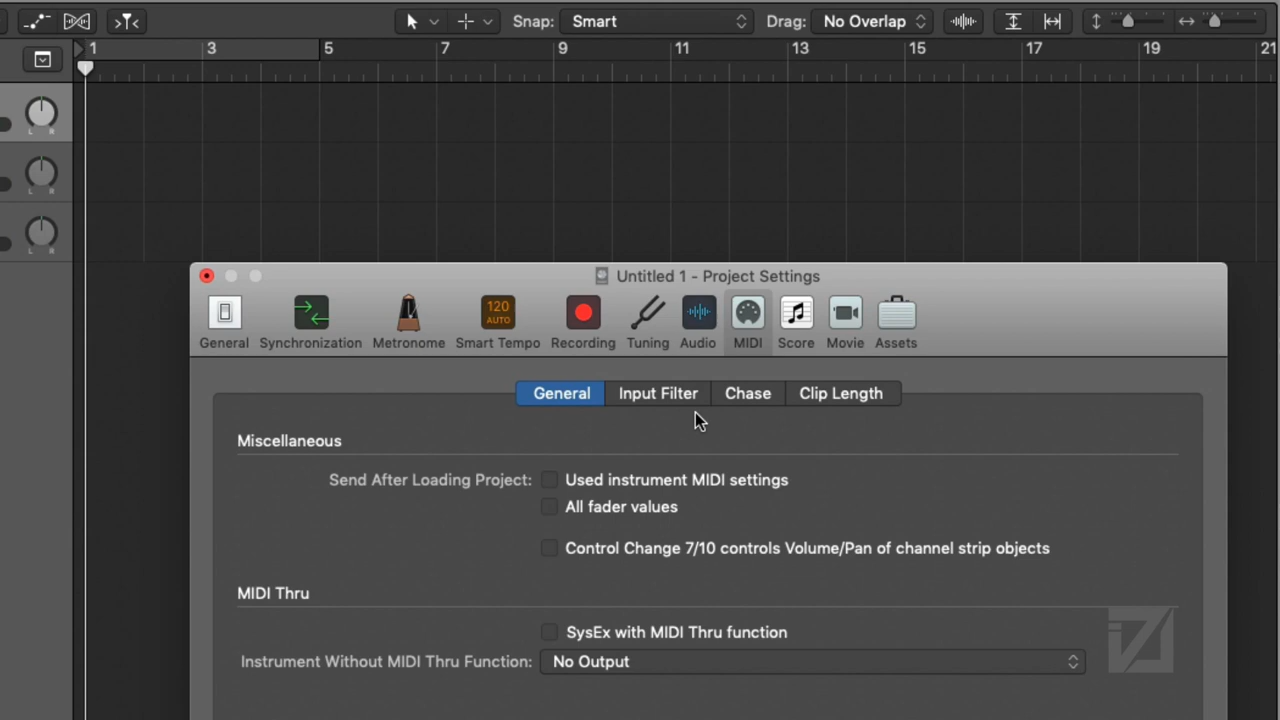 Snap: Smart Drag: No Overlap
1 3 5 7 9 11 13 15 17 19 21
L R
L R
L R
Untitled 1 - Project Settings
120
AUTO
General Synchronization Metronome Smart Tempo Recording Tuning Audio MIDI Score Movie Assets
General Input Filter Chase Clip Length
Miscellaneous
Send After Loading Project: Used instrument MIDI settings
All fader values
Control Change 7/10 controls Volume/Pan of channel strip objects
MIDI Thru
SysEx with MIDI Thru function
Instrument Without MIDI Thru Function: No Output